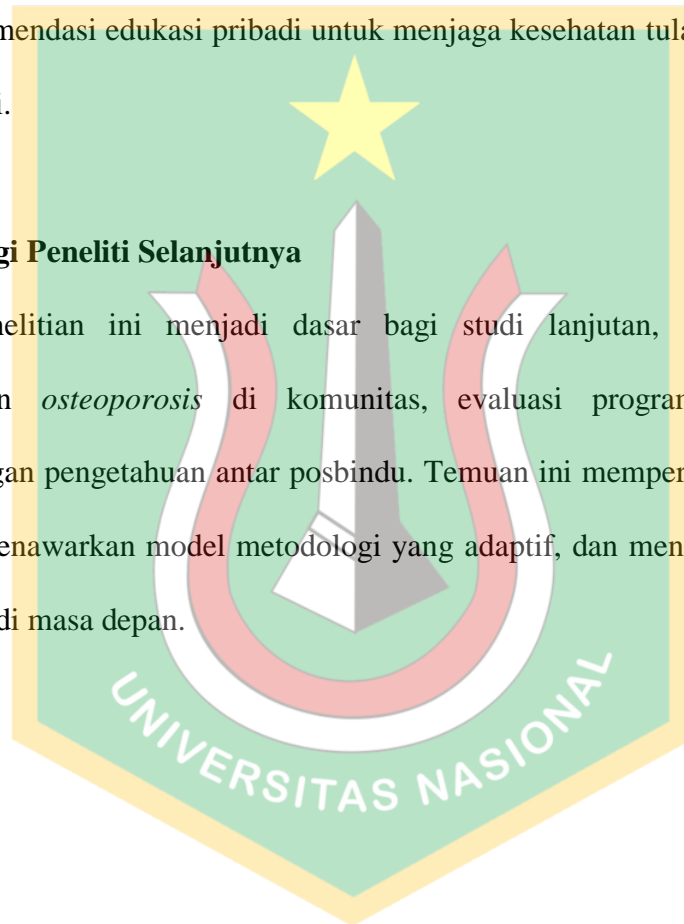 mendasi edukasi pribadi untuk menjaga kesehatan tula
i.
gi Peneliti Selanjutnya
nelitian ini menjadi dasar bagi studi lanjutan,
n osteoporosis di komunitas, evaluasi program
gan pengetahuan antar posbindu. Temuan ini memper
enawarkan model metodologi yang adaptif, dan men
di masa depan.
UNIVERSITAS NASIONAL